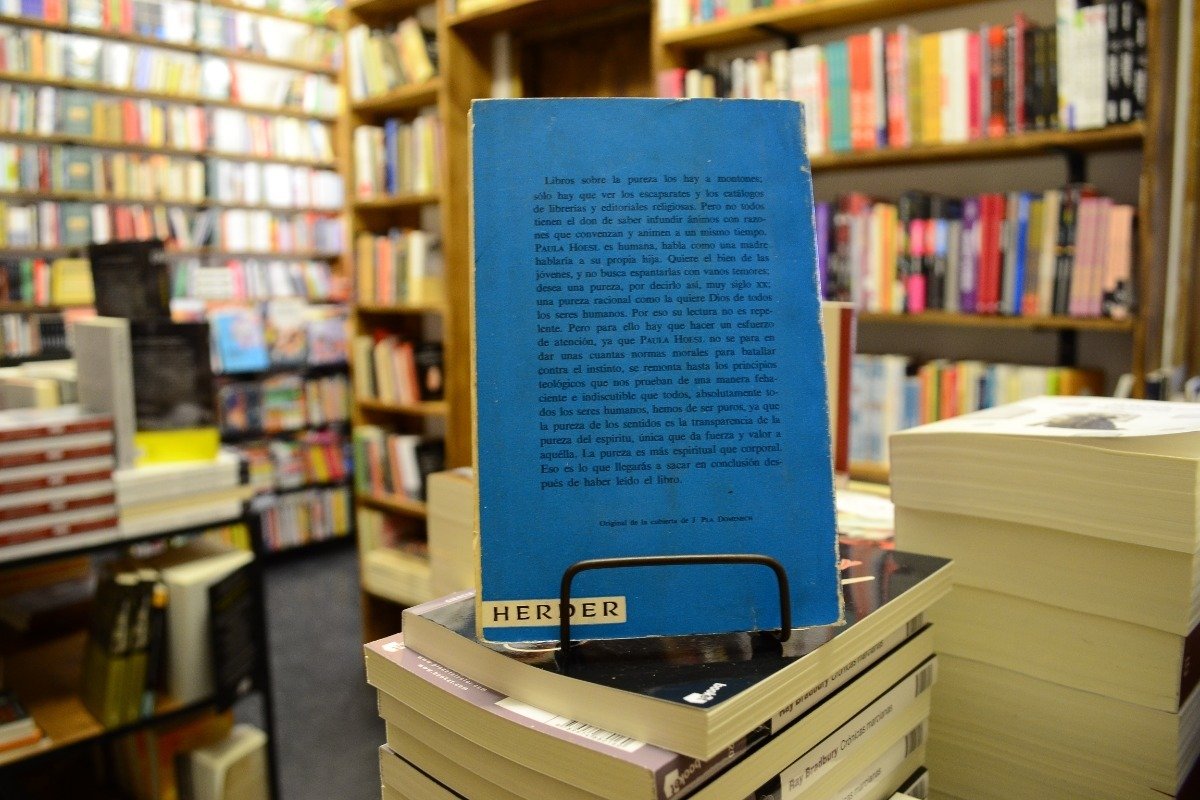 Libros sobre la pureza los hay a montones;
sólo hay que ver los escaparates y los catálogos
de librerías y editoriales religiosas. Pero no todos
tienen el don de saber infundir ánimos con razo-
nes que convenzan y animen a un mismo tiempo.
PAULA HOESL es humana, habla como una madre
hablaría a su propia hija. Quiere el bien de las
jóvenes, y no busca espantarlas con vanos temores;
desea una pureza, por decirlo así, muy siglo XX;
una pureza racional como la quiere Dios de todos
los seres humanos. Por eso su lectura no es re-
pelente. Pero para ello hay que hacer un esfuerzo
de atención, ya que PAULA HOESL no se para en
dar unas cuantas normas morales para batallar
contra el instinto, se remonta hasta los principios
teológicos que nos prueban de una manera feha-
ciente e indiscutible que todos, absolutamente to-
dos los seres humanos, hemos de ser puros, ya que
la pureza de los sentidos es la transparencia de la
pureza del espíritu, única que da fuerza y valor a
aquélla. La pureza es más espiritual que corporal.
Eso es lo que llegarás a sacar en conclusión des-
pués de haber leído el libro.
Original de la cubierta de J PLA DOMENECH
HERDER
Ray Bradbury Crónicas marcianas
Ray Bradbury Crónicas marcianas